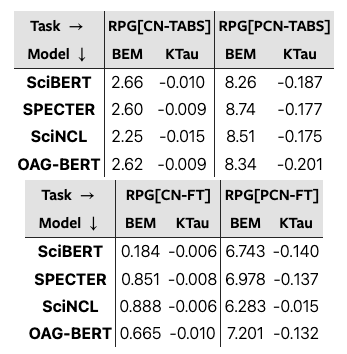 Task → RPG[CN-TABS] RPG[PCN-TABS]
Model ↓ BEM KTau BEM KTau
SciBERT 2.66 -0.010 8.26 -0.187
SPECTER 2.60 -0.009 8.74 -0.177
SciNCL 2.25 -0.015 8.51 -0.175
OAG-BERT 2.62 -0.009 8.34 -0.201
Task → RPG[CN-FT] RPG[PCN-FT]
Model ↓ BEM KTau BEM KTau
SciBERT 0.184 -0.006 6.743 -0.140
SPECTER 0.851 -0.008 6.978 -0.137
SciNCL 0.888 -0.006 6.283 -0.015
OAG-BERT 0.665 -0.010 7.201 -0.132